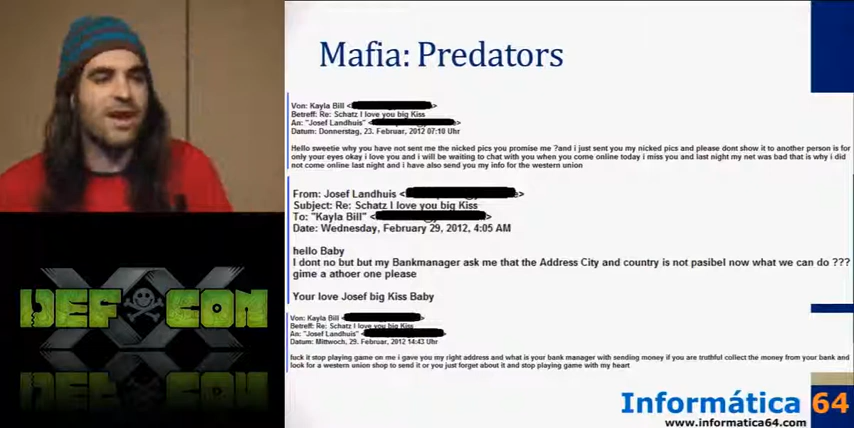 Mafia: Predators
Von: Kayla Bill < >
Betreff: Re: Schatz I love you big Kiss
An: "Josef Landhuis" < >
Datum: Donnerstag, 23. Februar, 2012 07:10 Uhr
Hello sweetie why you have not sent me the nicked pics you promise me ?and i just sent you my nicked pics and please dont show it to another person is for
only your eyes okay i love you and i will be waiting to chat with you when you come online today i miss you and last night my net was bad that is why i did
not come online last night and i have also send you my info for the western union
From: Josef Landhuis < >
Subject: Re: Schatz I love you big Kiss
To: "Kayla Bill" < >
Date: Wednesday, February 29, 2012, 4:05 AM
hello Baby
I dont no but but my Bankmanager ask me that the Address City and country is not pasibel now what we can do ???
gime a athoer one please
Your love Josef big Kiss Baby
Von: Kayla Bill < >
Betreff: Re: Schatz I love you big Kiss
An: "Josef Landhuis" < >
Datum: Mittwoch, 29. Februar, 2012 14:43 Uhr
fuck it stop playing game on me i gave you my right address and what is your bank manager with sending money if you are truthful collect the money from your bank and
look for a western union shop to send it or you just forget about it and stop playing game with my heart
DEF CON
XX
Informática 64
www.informatica64.com